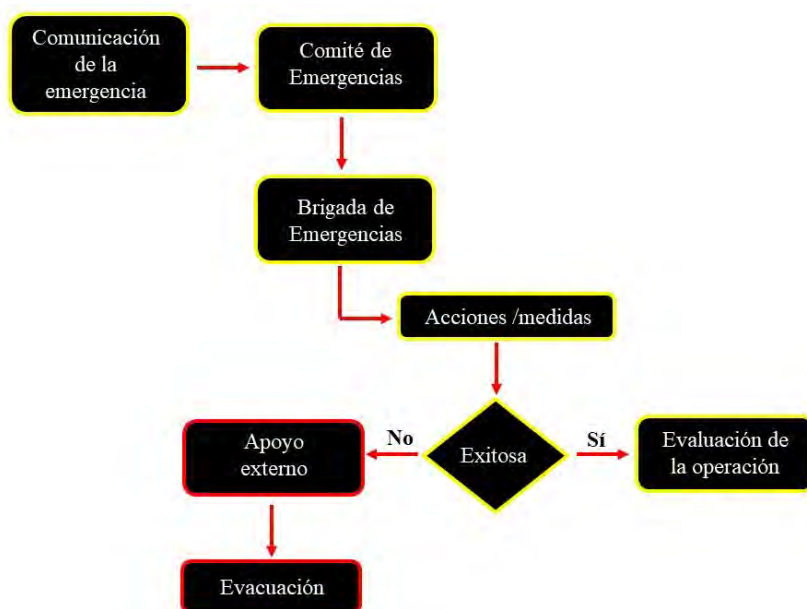 Comunicación
de la
emergencia
Comité de
Emergencias
Brigada de
Emergencias
Acciones /medidas
Exitosa
No
Sí
Apoyo
externo
Evaluación de
la operación
Evacuación